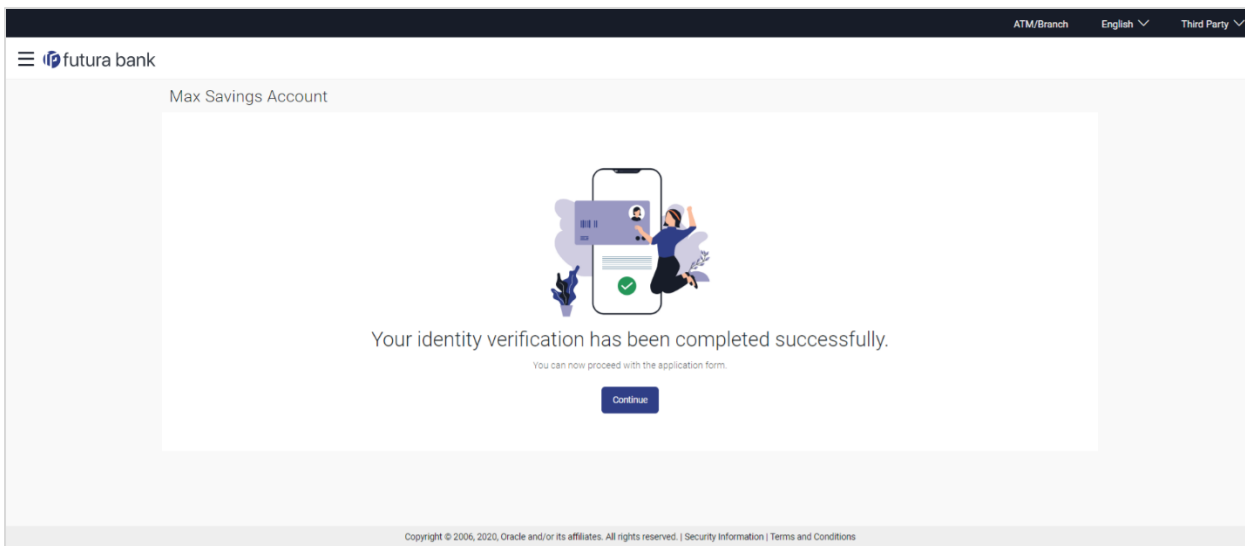 ATM/Branch English Third Party
futura bank
Max Savings Account
Your identity verification has been completed successfully.
You can now proceed with the application form.
Continue
Copyright © 2006, 2020, Oracle and/or its affiliates. All rights reserved. | Security Information | Terms and Conditions